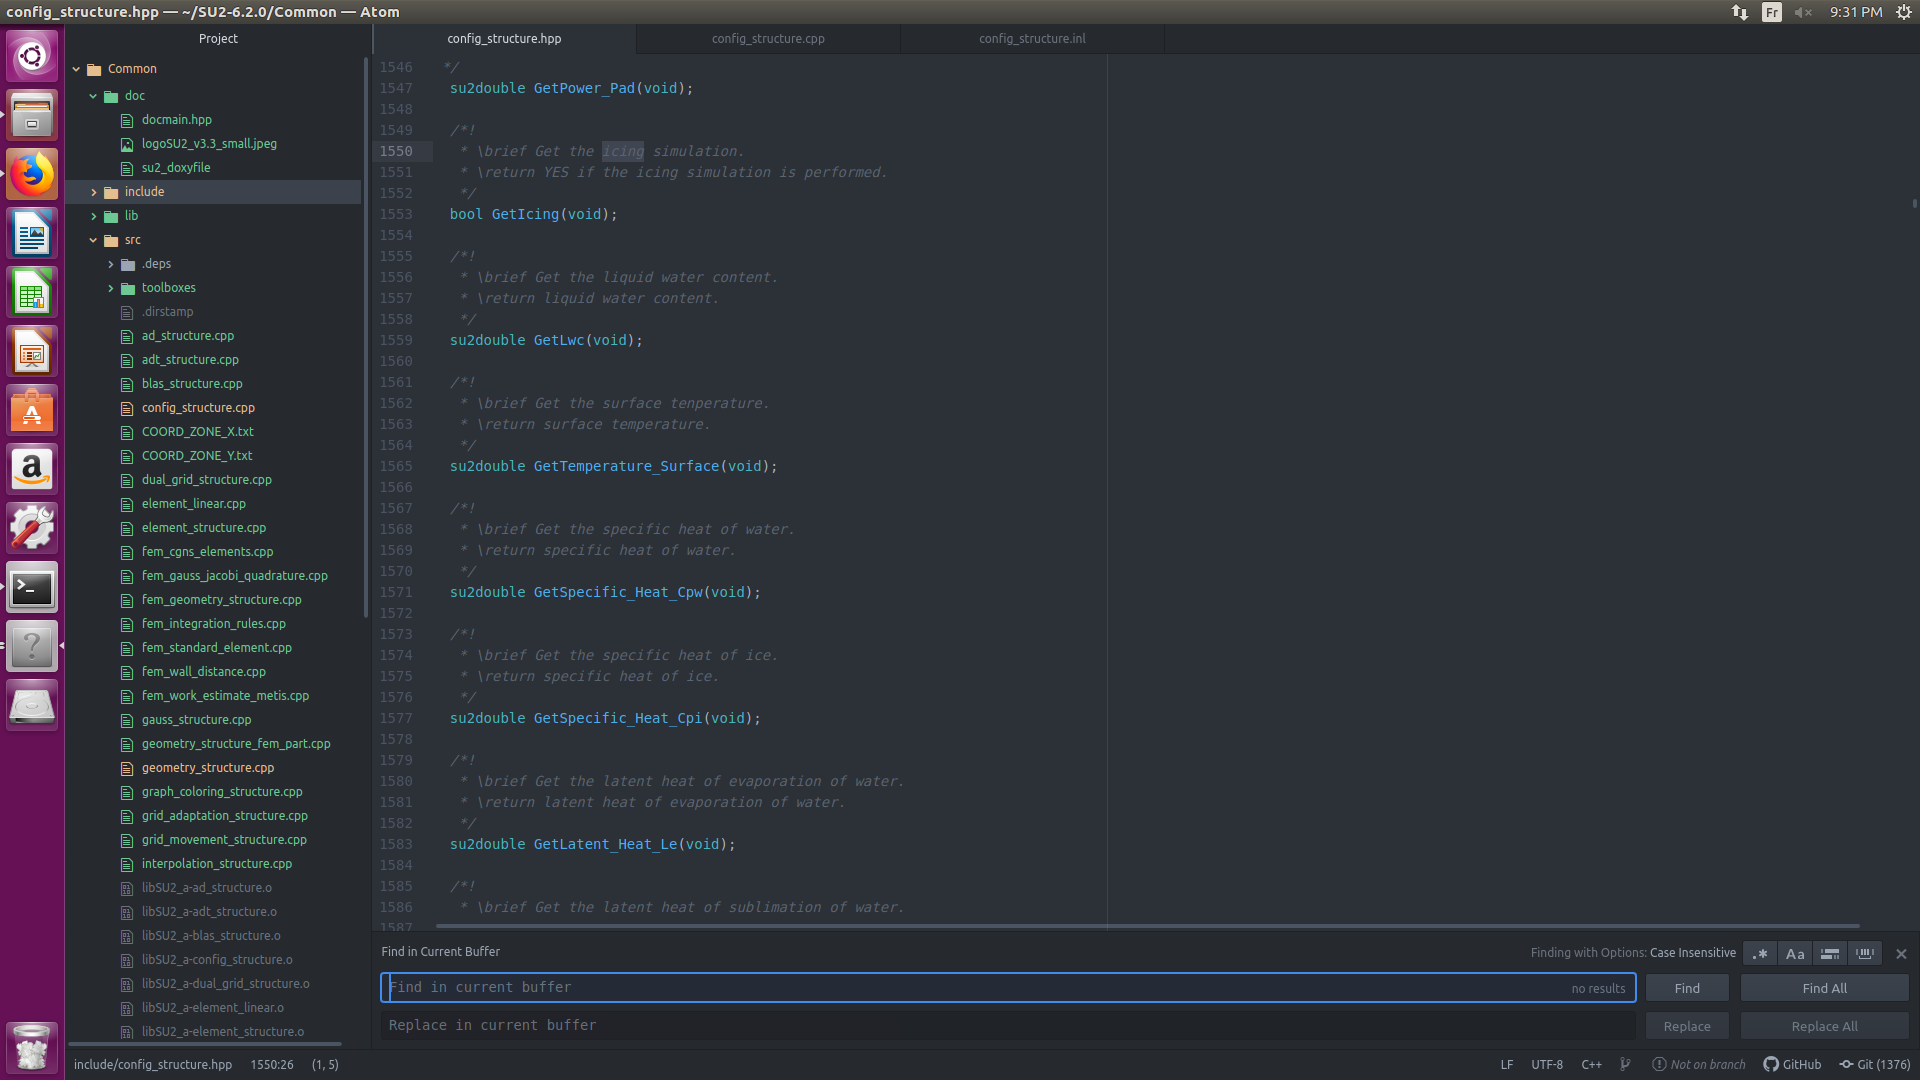 config_structure.hpp — ~/SU2-6.2.0/Common — Atom
Fr
9:31 PM
Project
Common
doc
docmain.hpp
logoSU2_v3.3_small.jpeg
su2_doxyfile
include
lib
src
.deps
toolboxes
.dirstamp
ad_structure.cpp
adt_structure.cpp
blas_structure.cpp
config_structure.cpp
COORD_ZONE_X.txt
COORD_ZONE_Y.txt
dual_grid_structure.cpp
element_linear.cpp
element_structure.cpp
fem_cgns_elements.cpp
fem_gauss_jacobi_quadrature.cpp
fem_geometry_structure.cpp
fem_integration_rules.cpp
fem_standard_element.cpp
fem_wall_distance.cpp
fem_work_estimate_metis.cpp
gauss_structure.cpp
geometry_structure_fem_part.cpp
geometry_structure.cpp
graph_coloring_structure.cpp
grid_adaptation_structure.cpp
grid_movement_structure.cpp
interpolation_structure.cpp
libSU2_a-ad_structure.o
libSU2_a-adt_structure.o
libSU2_a-blas_structure.o
libSU2_a-config_structure.o
libSU2_a-dual_grid_structure.o
libSU2_a-element_linear.o
libSU2_a-element_structure.o
config_structure.hpp
config_structure.cpp
config_structure.inl
1546 */
1547 su2double GetPower_Pad(void);
1548
1549 /*!
1550 * \brief Get the icing simulation.
1551 * \return YES if the icing simulation is performed.
1552 */
1553 bool GetIcing(void);
1554
1555 /*!
1556 * \brief Get the liquid water content.
1557 * \return liquid water content.
1558 */
1559 su2double GetLwc(void);
1560
1561 /*!
1562 * \brief Get the surface tenperature.
1563 * \return surface temperature.
1564 */
1565 su2double GetTemperature_Surface(void);
1566
1567 /*!
1568 * \brief Get the specific heat of water.
1569 * \return specific heat of water.
1570 */
1571 su2double GetSpecific_Heat_Cpw(void);
1572
1573 /*!
1574 * \brief Get the specific heat of ice.
1575 * \return specific heat of ice.
1576 */
1577 su2double GetSpecific_Heat_Cpi(void);
1578
1579 /*!
1580 * \brief Get the latent heat of evaporation of water.
1581 * \return latent heat of evaporation of water.
1582 */
1583 su2double GetLatent_Heat_Le(void);
1584
1585 /*!
1586 * \brief Get the latent heat of sublimation of water.
1587
Find in Current Buffer
Finding with Options: Case Insensitive
.* Aa
Find in current buffer
no results
Find
Find All
Replace in current buffer
Replace
Replace All
include/config_structure.hpp 1550:26 (1, 5)
LF UTF-8 C++ Not on branch GitHub Git (1376)